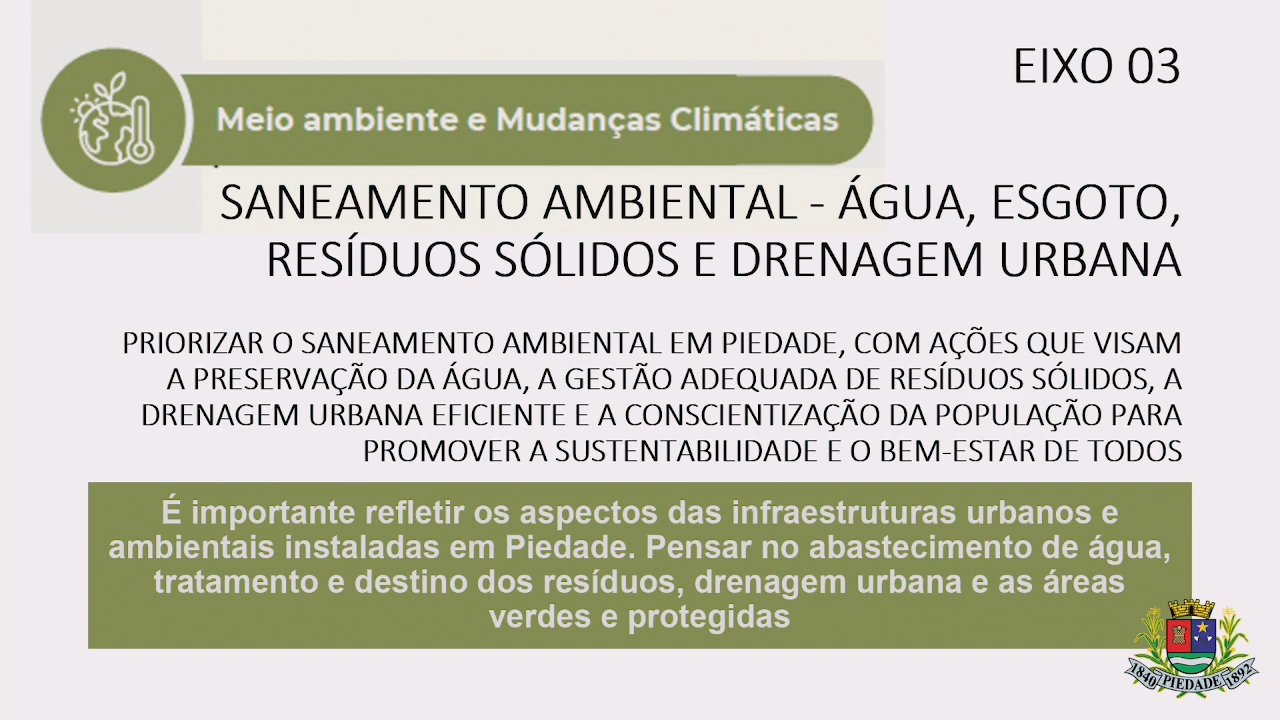 EIXO 03
Meio ambiente e Mudanças Climáticas
SANEAMENTO AMBIENTAL - ÁGUA, ESGOTO,
RESÍDUOS SÓLIDOS E DRENAGEM URBANA
PRIORIZAR O SANEAMENTO AMBIENTAL EM PIEDADE, COM AÇÕES QUE VISAM
A PRESERVAÇÃO DA ÁGUA, A GESTÃO ADEQUADA DE RESÍDUOS SÓLIDOS, A
DRENAGEM URBANA EFICIENTE E A CONSCIENTIZAÇÃO DA POPULAÇÃO PARA
PROMOVER A SUSTENTABILIDADE E O BEM-ESTAR DE TODOS
É importante refletir os aspectos das infraestruturas urbanos e
ambientais instaladas em Piedade. Pensar no abastecimento de água,
tratamento e destino dos resíduos, drenagem urbana e as áreas
verdes e protegidas
1840 PIEDADE 1892